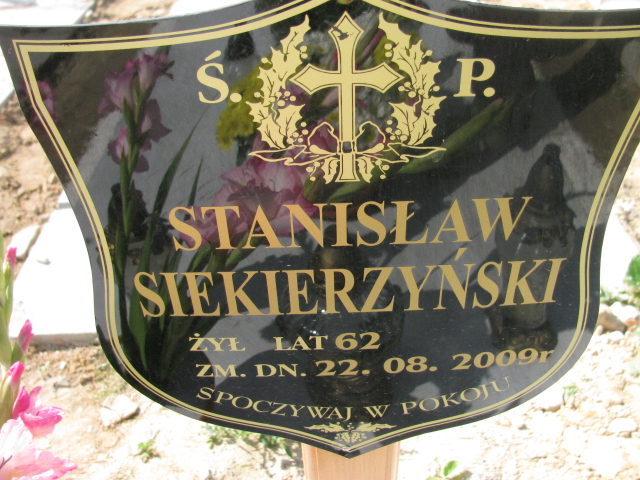 Ś. P.
STANISŁAW
SIEKIERZYŃSKI
ŻYŁ LAT 62
ZM. DN. 22. 08. 2009r
SPOCZYWAJ W POKOJU